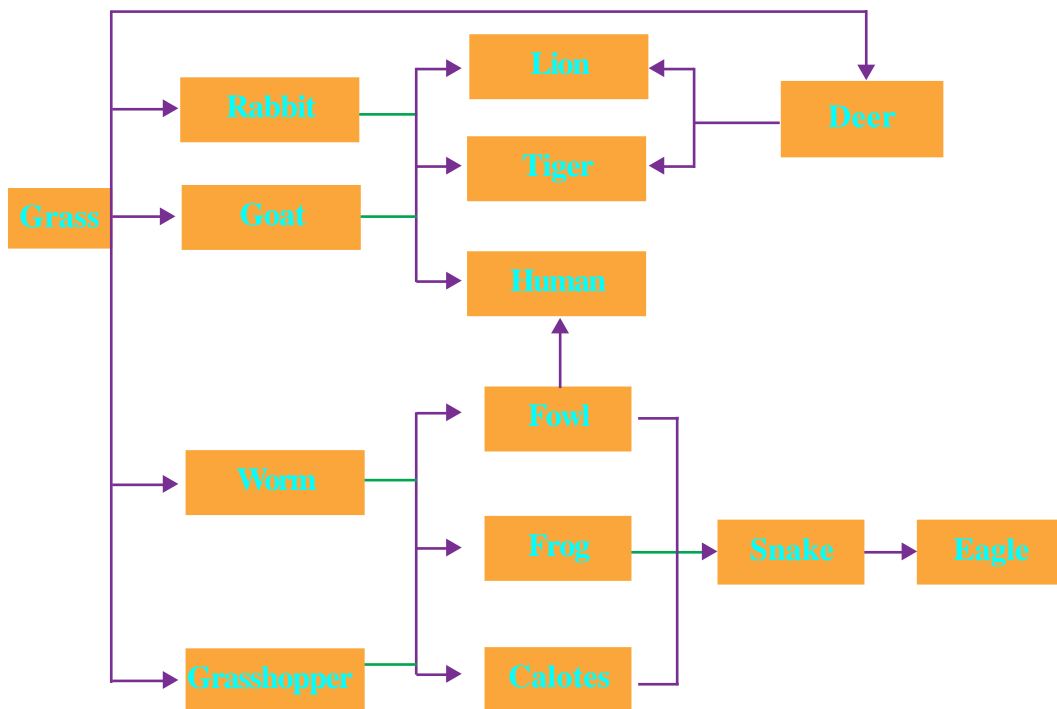 Lion
Rabbit
Deer
Tiger
Grass
Goat
Human
Fowl
Worm
Frog
Snake
Eagle
Grasshopper
Calotes